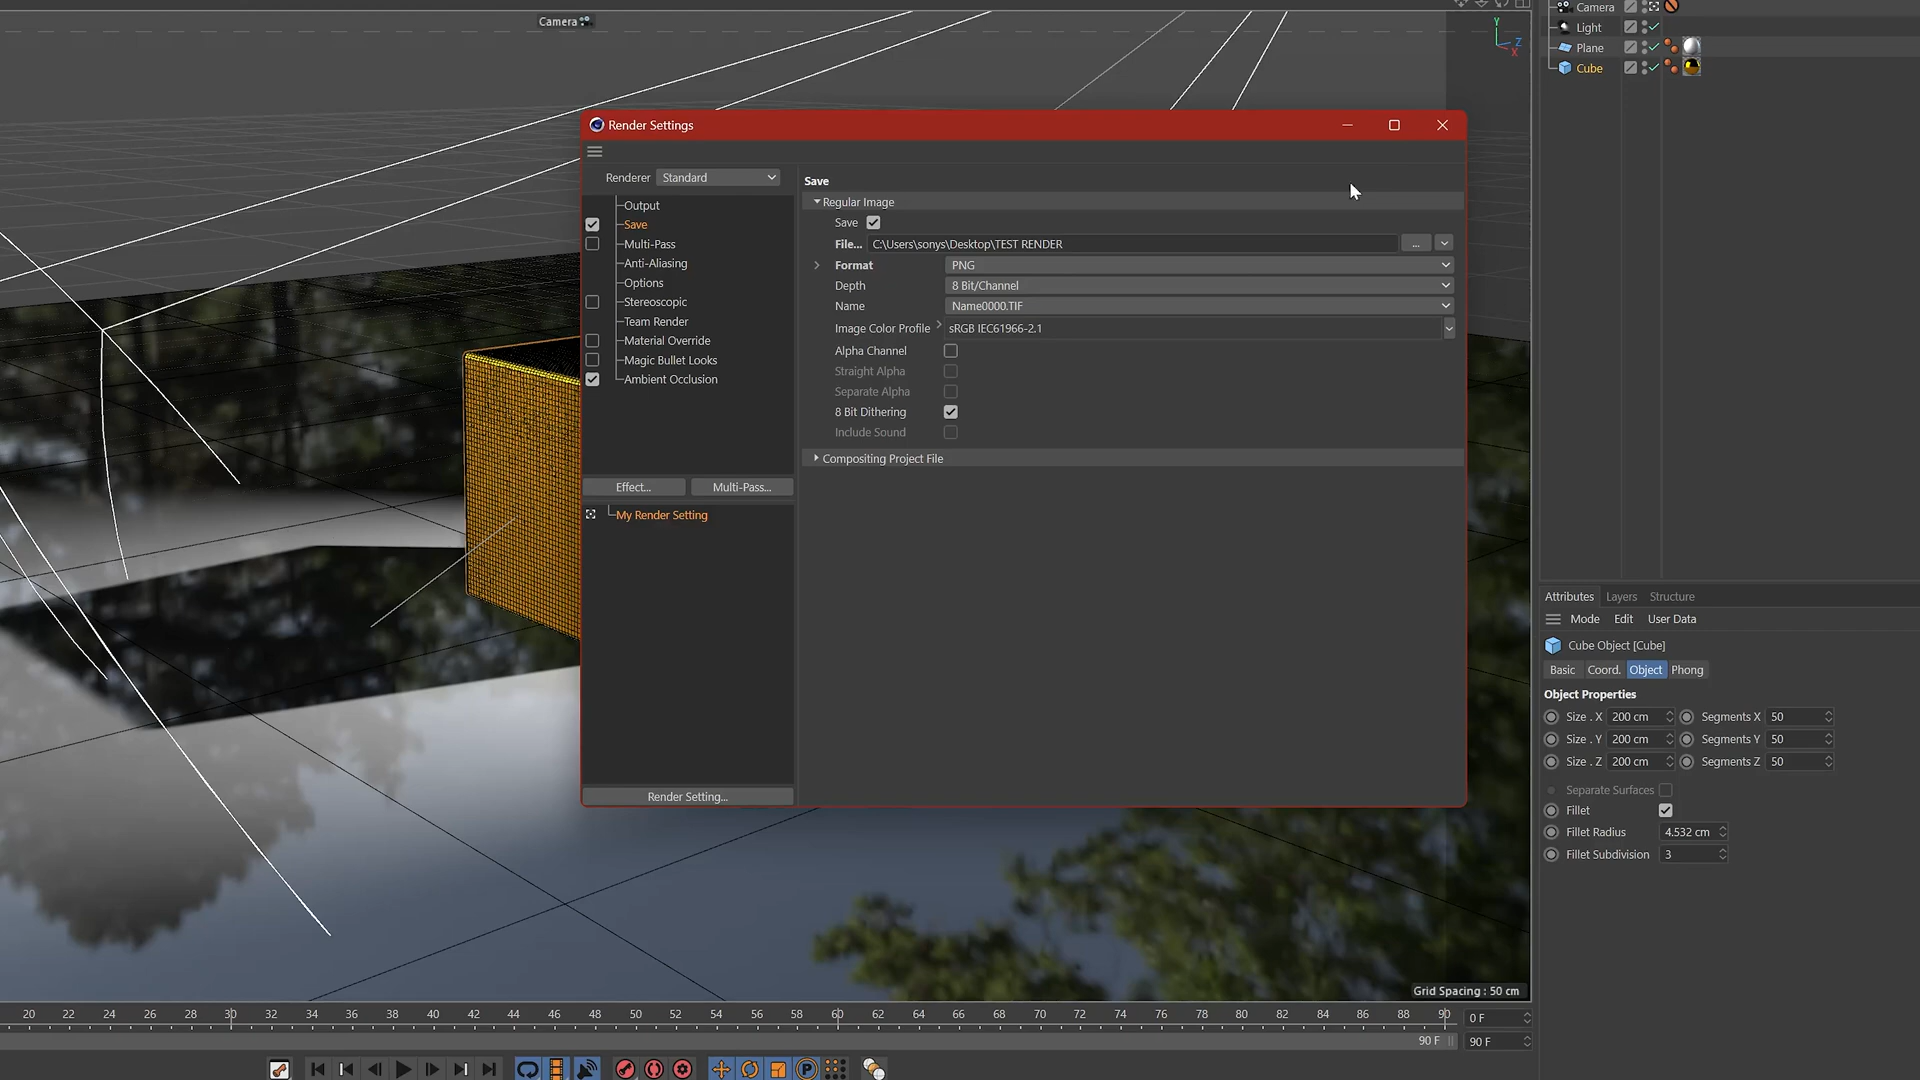 Camera
Camera
Light
Plane
Cube
Y
Z
X
Render Settings
Renderer Standard
Output
Save
Multi-Pass
Anti-Aliasing
Options
Stereoscopic
Team Render
Material Override
Magic Bullet Looks
Ambient Occlusion
Effect...
Multi-Pass...
My Render Setting
Render Setting...
Save
Regular Image
Save
File... C:\Users\sonys\Desktop\TEST RENDER ...
Format PNG
Depth 8 Bit/Channel
Name Name0000.TIF
Image Color Profile sRGB IEC61966-2.1
Alpha Channel
Straight Alpha
Separate Alpha
8 Bit Dithering
Include Sound
Compositing Project File
Attributes Layers Structure
Mode Edit User Data
Cube Object [Cube]
Basic Coord. Object Phong
Object Properties
Size . X 200 cm Segments X 50
Size . Y 200 cm Segments Y 50
Size . Z 200 cm Segments Z 50
Separate Surfaces
Fillet
Fillet Radius 4.532 cm
Fillet Subdivision 3
Grid Spacing : 50 cm
20 22 24 26 28 30 32 34 36 38 40 42 44 46 48 50 52 54 56 58 60 62 64 66 68 70 72 74 76 78 80 82 84 86 88 90 0 F
90 F 90 F
P